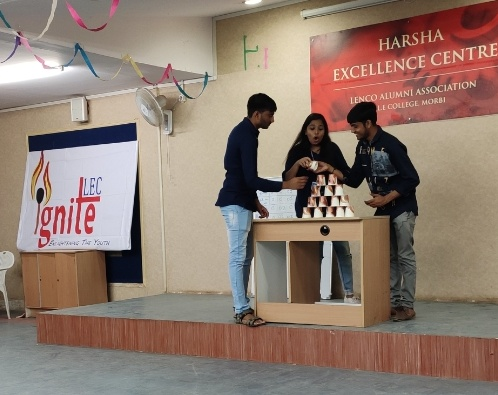 HARSHA
EXCELLENCE CENTRE
LENCO ALUMNI ASSOCIATION
L.E COLLEGE, MORBI
LEC
ignite
ENLIGHTENING THE YOUTH